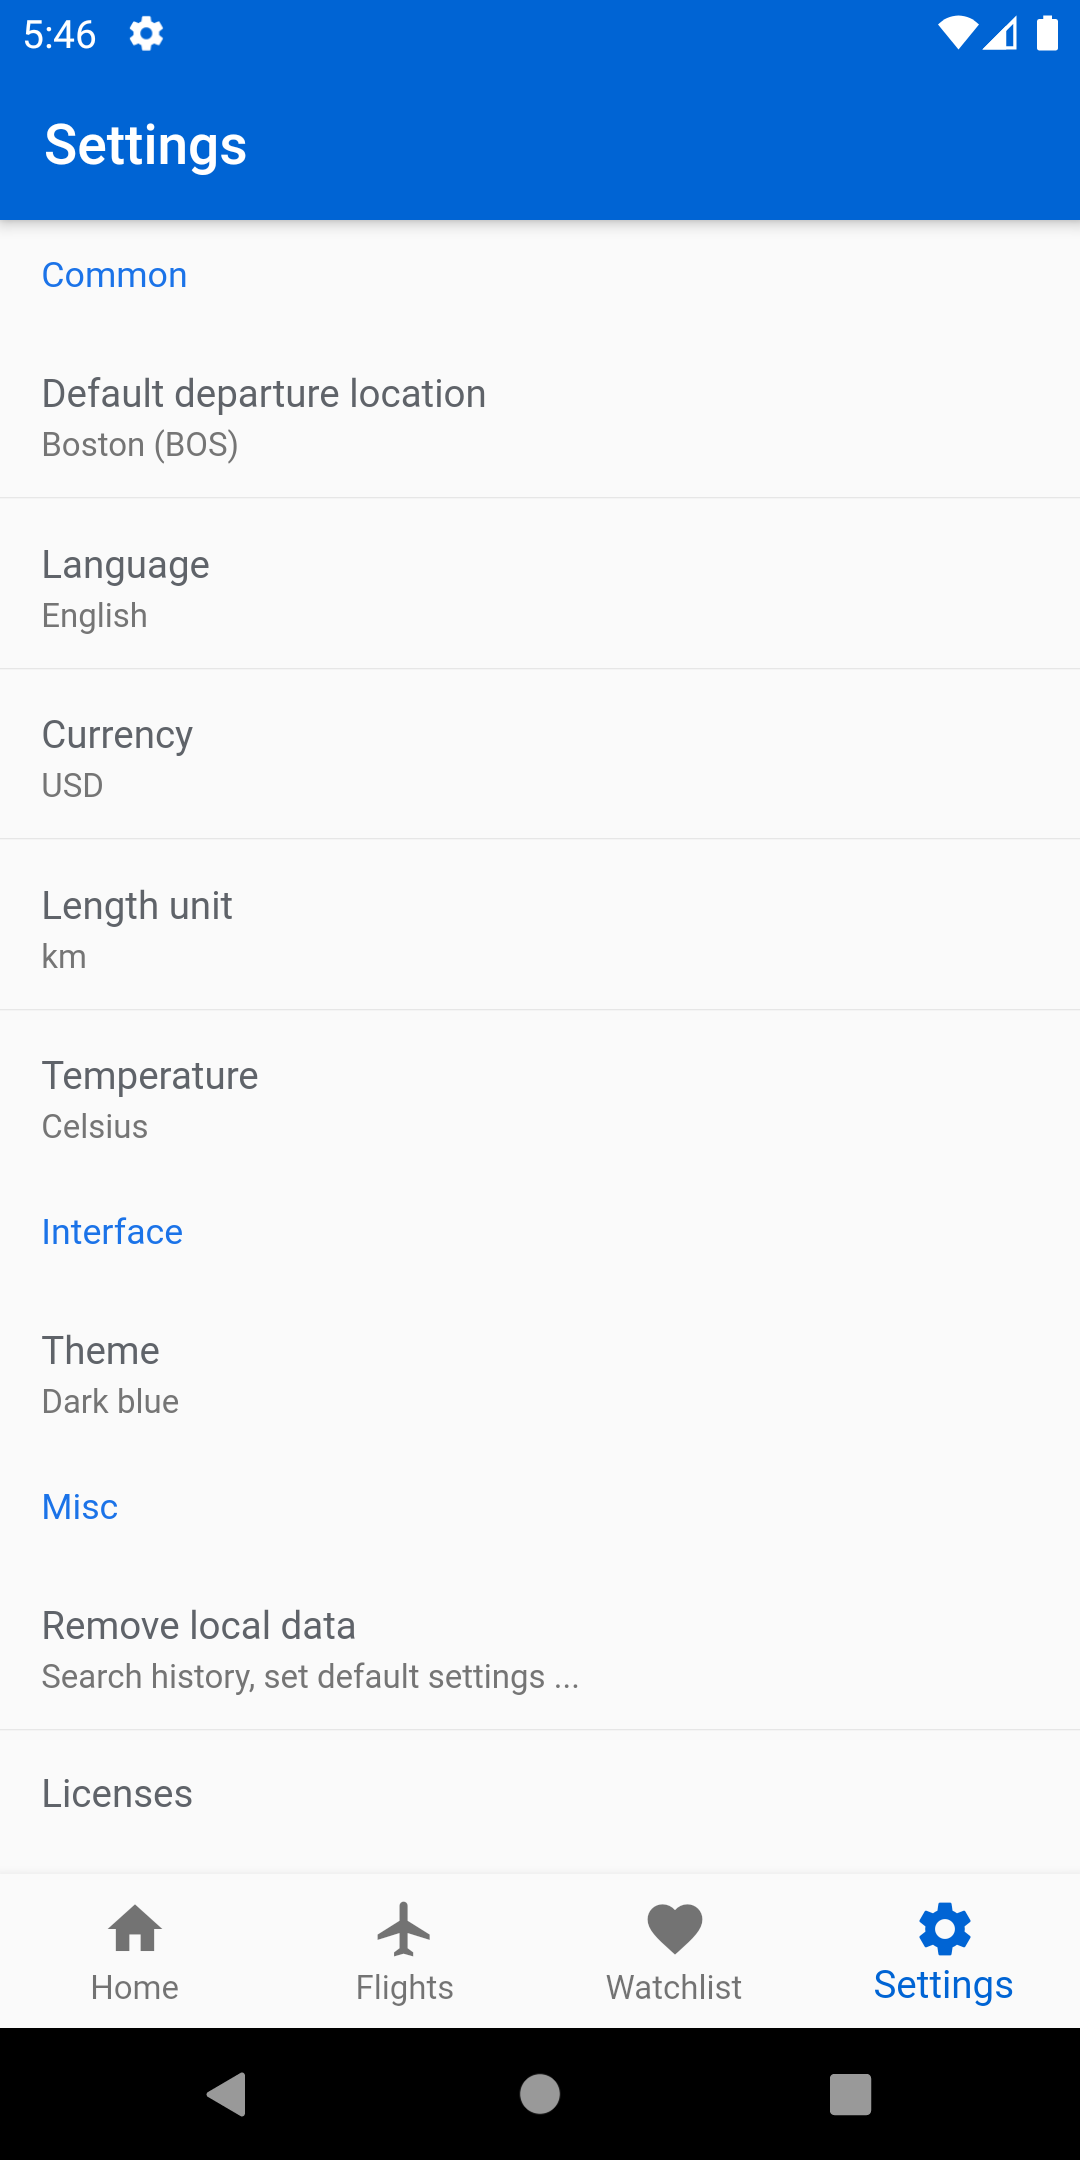 5:46
Settings
Common
Default departure location
Boston (BOS)
Language
English
Currency
USD
Length unit
km
Temperature
Celsius
Interface
Theme
Dark blue
Misc
Remove local data
Search history, set default settings ...
Licenses
Home
Flights
Watchlist
Settings